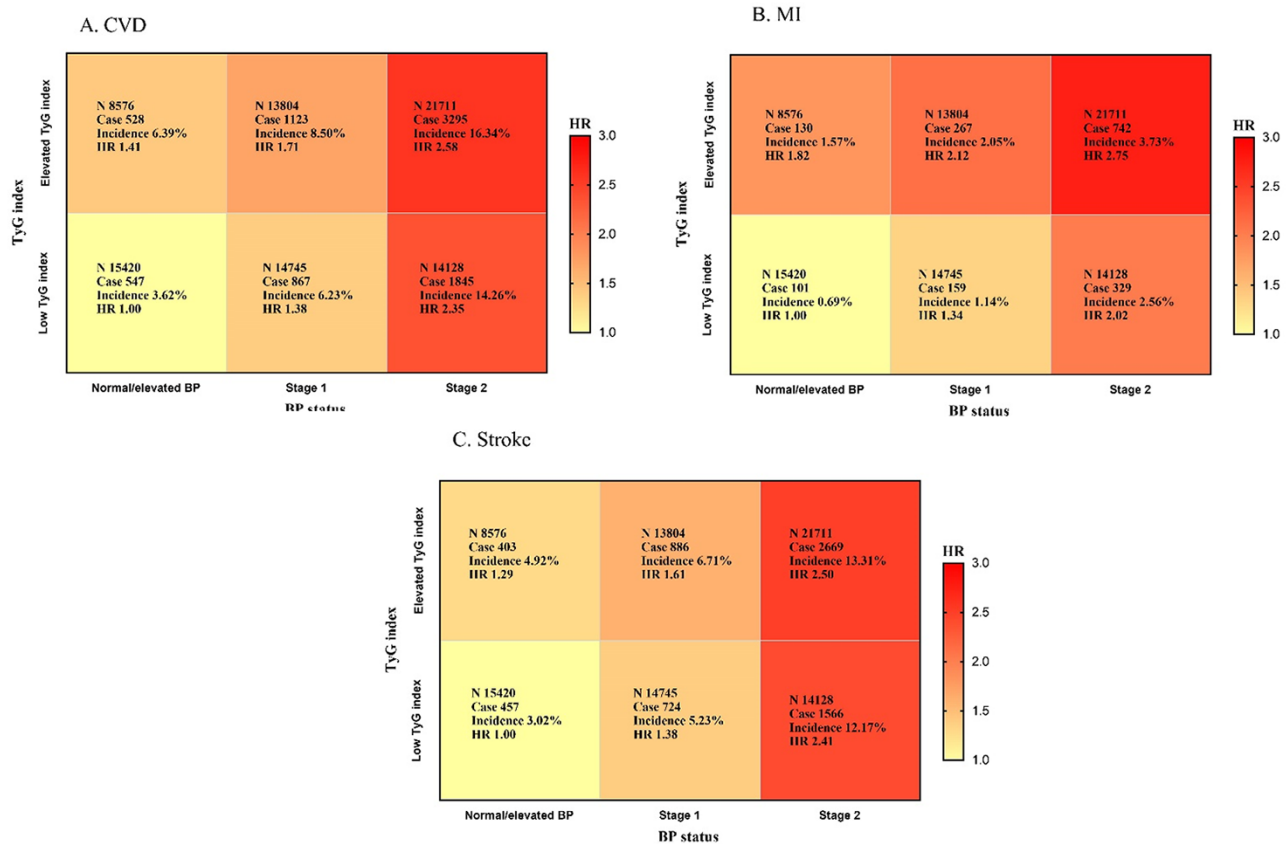 A. CVD
Elevated TyG index
N 8576
Case 528
Incidence 6.39%
HR 1.41
N 13804
Case 1123
Incidence 8.50%
HR 1.71
N 21711
Case 3295
Incidence 16.34%
HR 2.58
TyG index
Low TyG index
N 15420
Case 547
Incidence 3.62%
HR 1.00
N 14745
Case 867
Incidence 6.23%
HR 1.38
N 14128
Case 1845
Incidence 14.26%
HR 2.35
Normal/elevated BP
Stage 1
Stage 2
BP status
HR
3.0
2.5
2.0
1.5
1.0
B. MI
Elevated TyG index
N 8576
Case 130
Incidence 1.57%
HR 1.82
N 13804
Case 267
Incidence 2.05%
HR 2.12
N 21711
Case 742
Incidence 3.73%
HR 2.75
TyG index
Low TyG index
N 15420
Case 101
Incidence 0.69%
HR 1.00
N 14745
Case 159
Incidence 1.14%
HR 1.34
N 14128
Case 329
Incidence 2.56%
HR 2.02
Normal/elevated BP
Stage 1
Stage 2
BP status
HR
3.0
2.5
2.0
1.5
1.0
C. Stroke
Elevated TyG index
N 8576
Case 403
Incidence 4.92%
HR 1.29
N 13804
Case 886
Incidence 6.71%
HR 1.61
N 21711
Case 2669
Incidence 13.31%
HR 2.50
TyG index
Low TyG index
N 15420
Case 457
Incidence 3.02%
HR 1.00
N 14745
Case 724
Incidence 5.23%
HR 1.38
N 14128
Case 1566
Incidence 12.17%
HR 2.41
Normal/elevated BP
Stage 1
Stage 2
BP status
HR
3.0
2.5
2.0
1.5
1.0